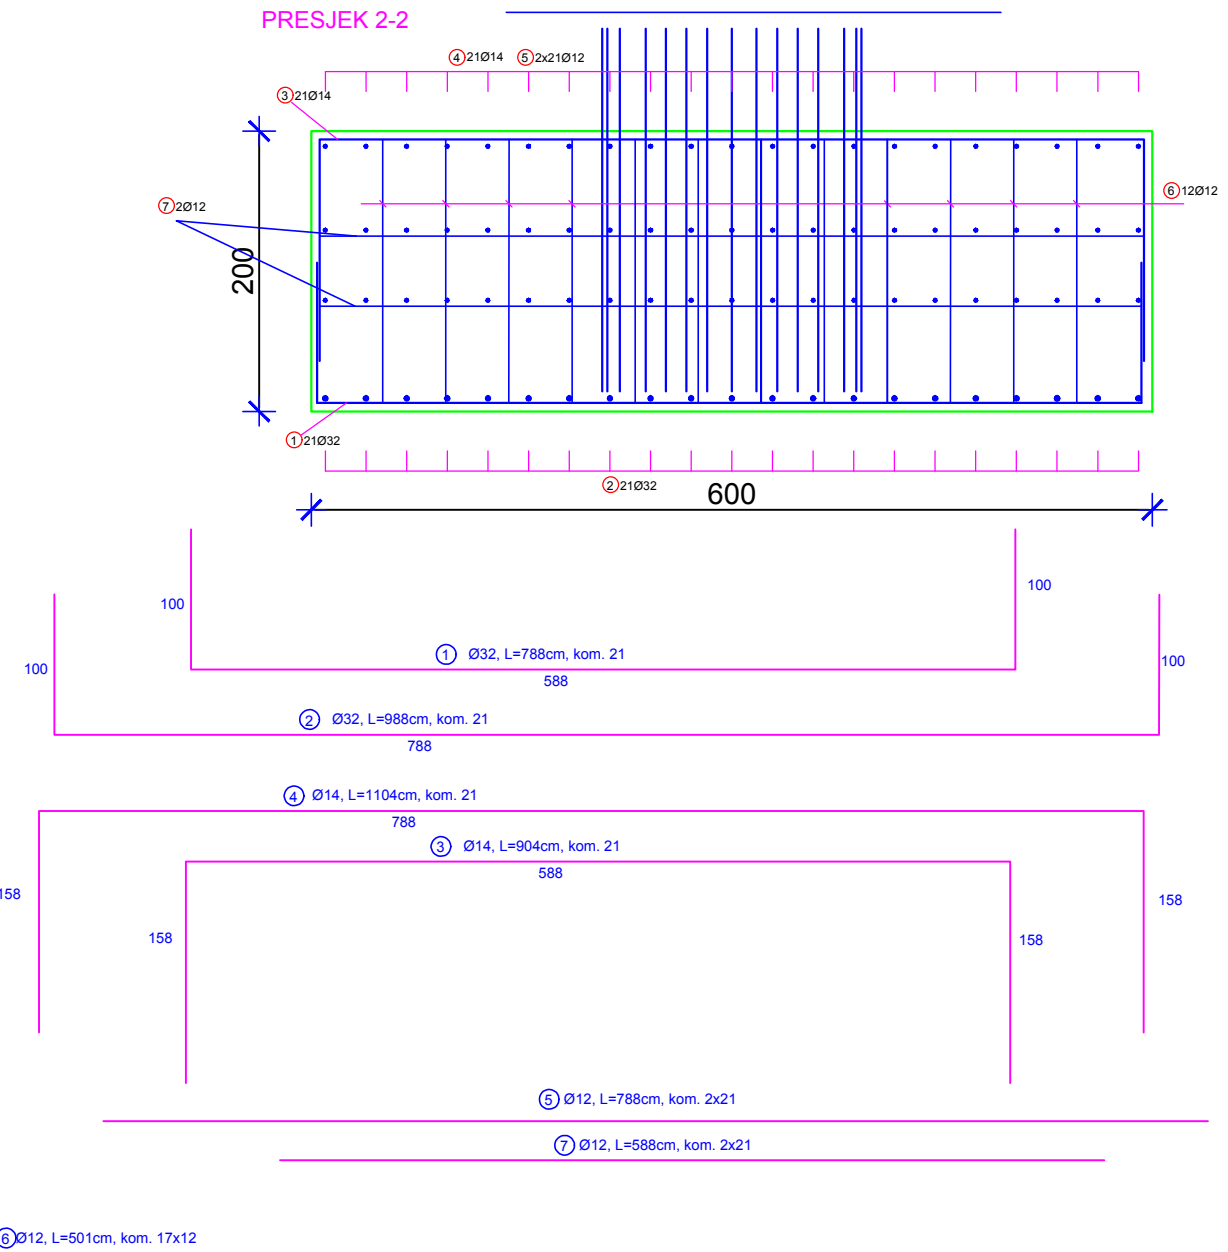 PRESJEK 2-2
4 21Ø14 5 2x21Ø12
3 21Ø14
6 12Ø12
7 2Ø12
200
1 21Ø32
2 21Ø32
600
100
100
1 Ø32, L=788cm, kom. 21
588
100
100
2 Ø32, L=988cm, kom. 21
788
4 Ø14, L=1104cm, kom. 21
788
3 Ø14, L=904cm, kom. 21
588
158
158
158
158
5 Ø12, L=788cm, kom. 2x21
7 Ø12, L=588cm, kom. 2x21
6 Ø12, L=501cm, kom. 17x12